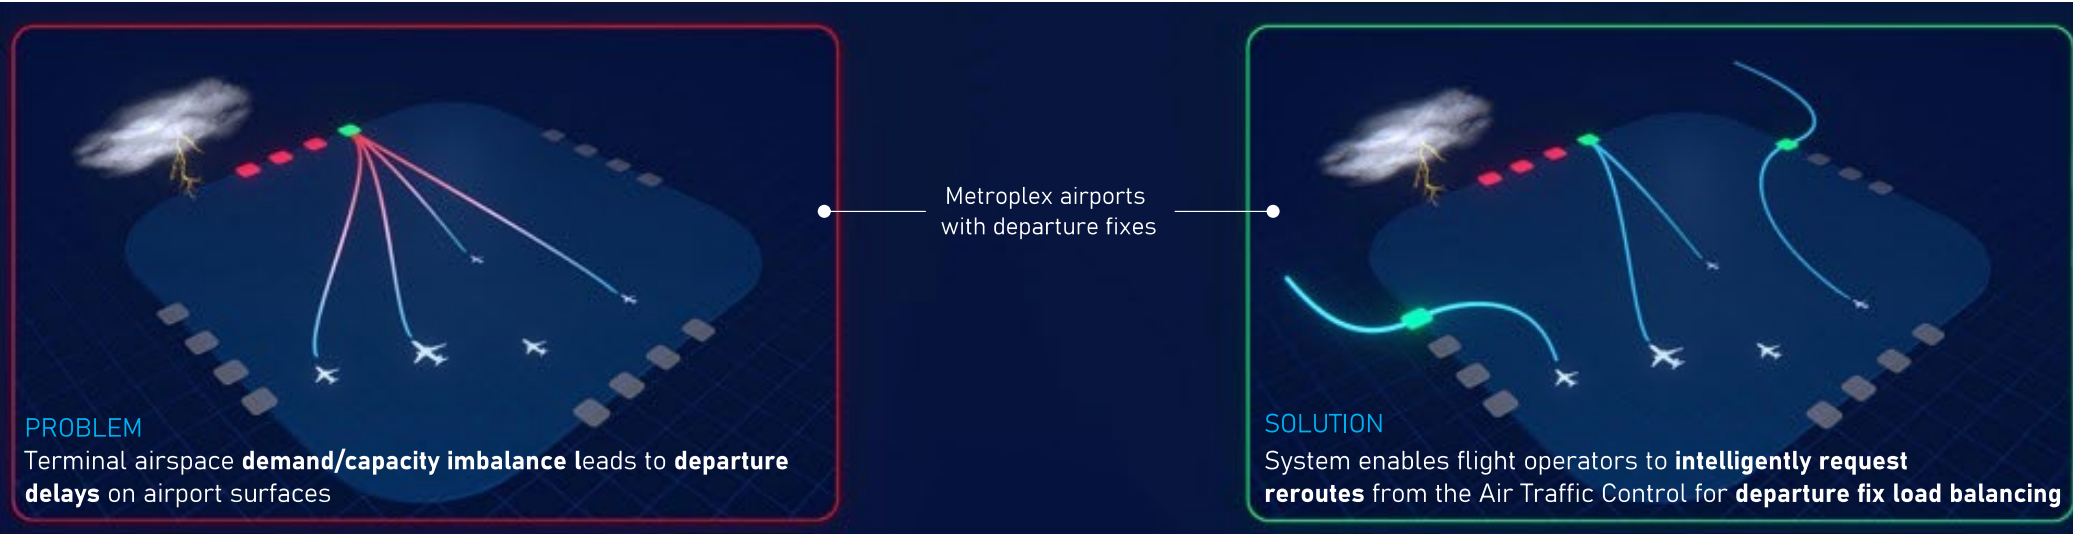 PROBLEM
Terminal airspace demand/capacity imbalance leads to departure
delays on airport surfaces
Metroplex airports
with departure fixes
SOLUTION
System enables flight operators to intelligently request
reroutes from the Air Traffic Control for departure fix load balancing